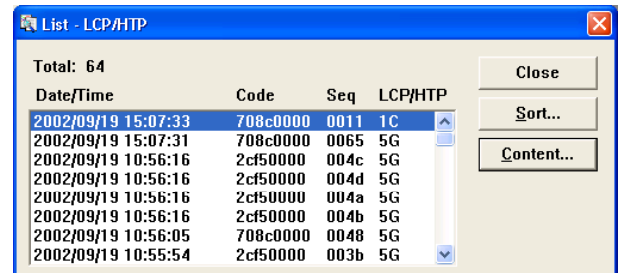 List - LCP/HTP
Total: 64
Close
Date/Time Code Seq LCP/HTP
Sort...
2002/09/19 15:07:33 708c0000 0011 1C
2002/09/19 15:07:31 708c0000 0065 5G
Content...
2002/09/19 10:56:16 2cf50000 004c 5G
2002/09/19 10:56:16 2cf50000 004d 5G
2002/09/19 10:56:16 2cf50000 004a 5G
2002/09/19 10:56:16 2cf50000 004b 5G
2002/09/19 10:56:05 708c0000 0048 5G
2002/09/19 10:55:54 2cf50000 003b 5G